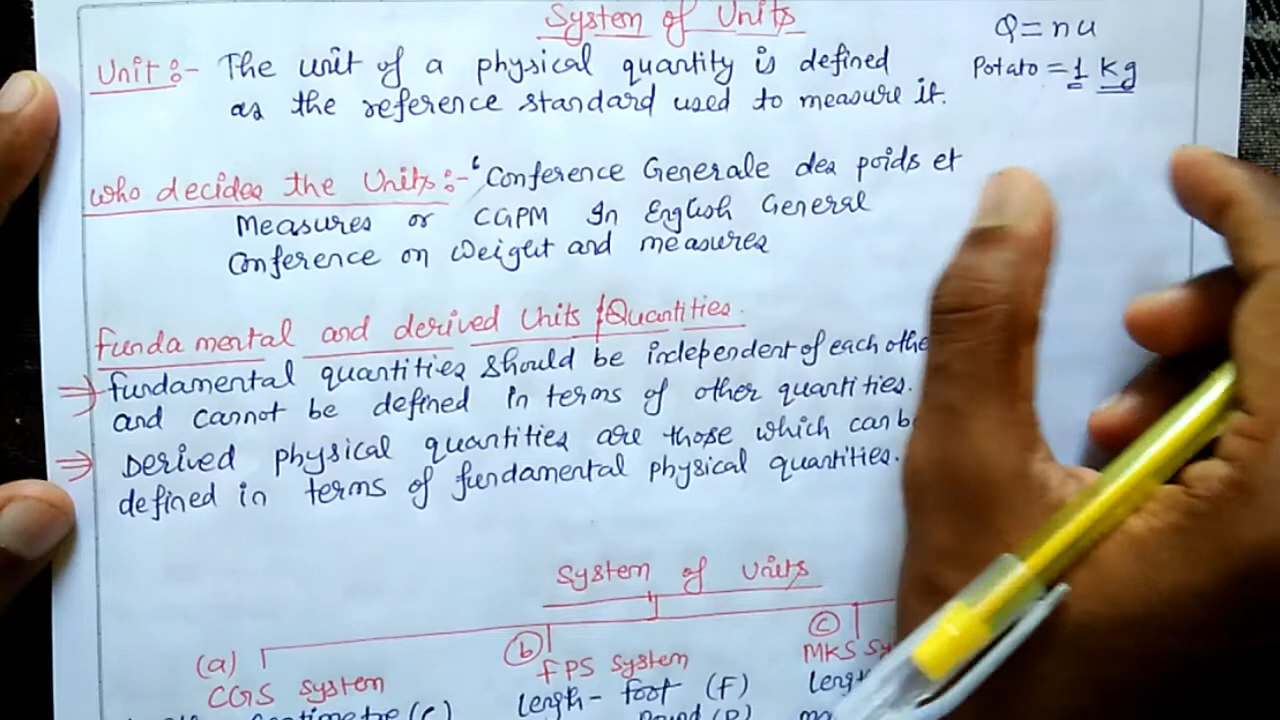 System of Units
Q = n u
Potato = 1 kg
Unit :- The unit of a physical quantity is defined
as the reference standard used to measure it.
who decides the Units :- ‘Conference Generale des poids et
Measures or CGPM In English General
Conference on Weight and measures
fundamental and derived Units & Quantities.
⇒ fundamental quantities should be independent of each othe
and cannot be defined in terms of other quantities.
⇒ Derived physical quantities are those which can b
defined in terms of fundamental physical quantities.
System of Units
(a) CGS system
(b) FPS system
Length - foot (F)
(c) MKS Sy